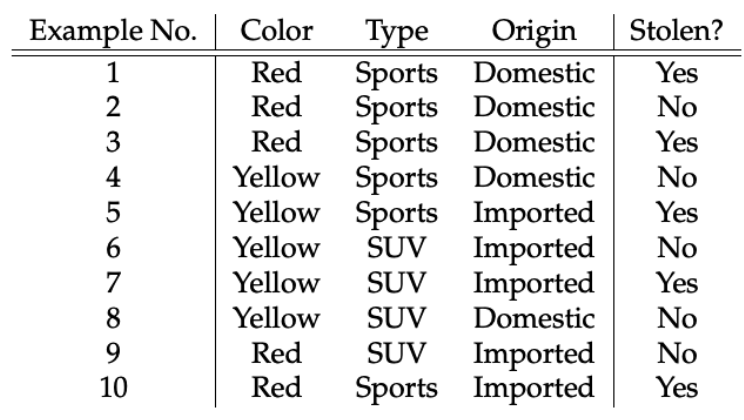 Example No. Color Type Origin Stolen?
1 Red Sports Domestic Yes
2 Red Sports Domestic No
3 Red Sports Domestic Yes
4 Yellow Sports Domestic No
5 Yellow Sports Imported Yes
6 Yellow SUV Imported No
7 Yellow SUV Imported Yes
8 Yellow SUV Domestic No
9 Red SUV Imported No
10 Red Sports Imported Yes